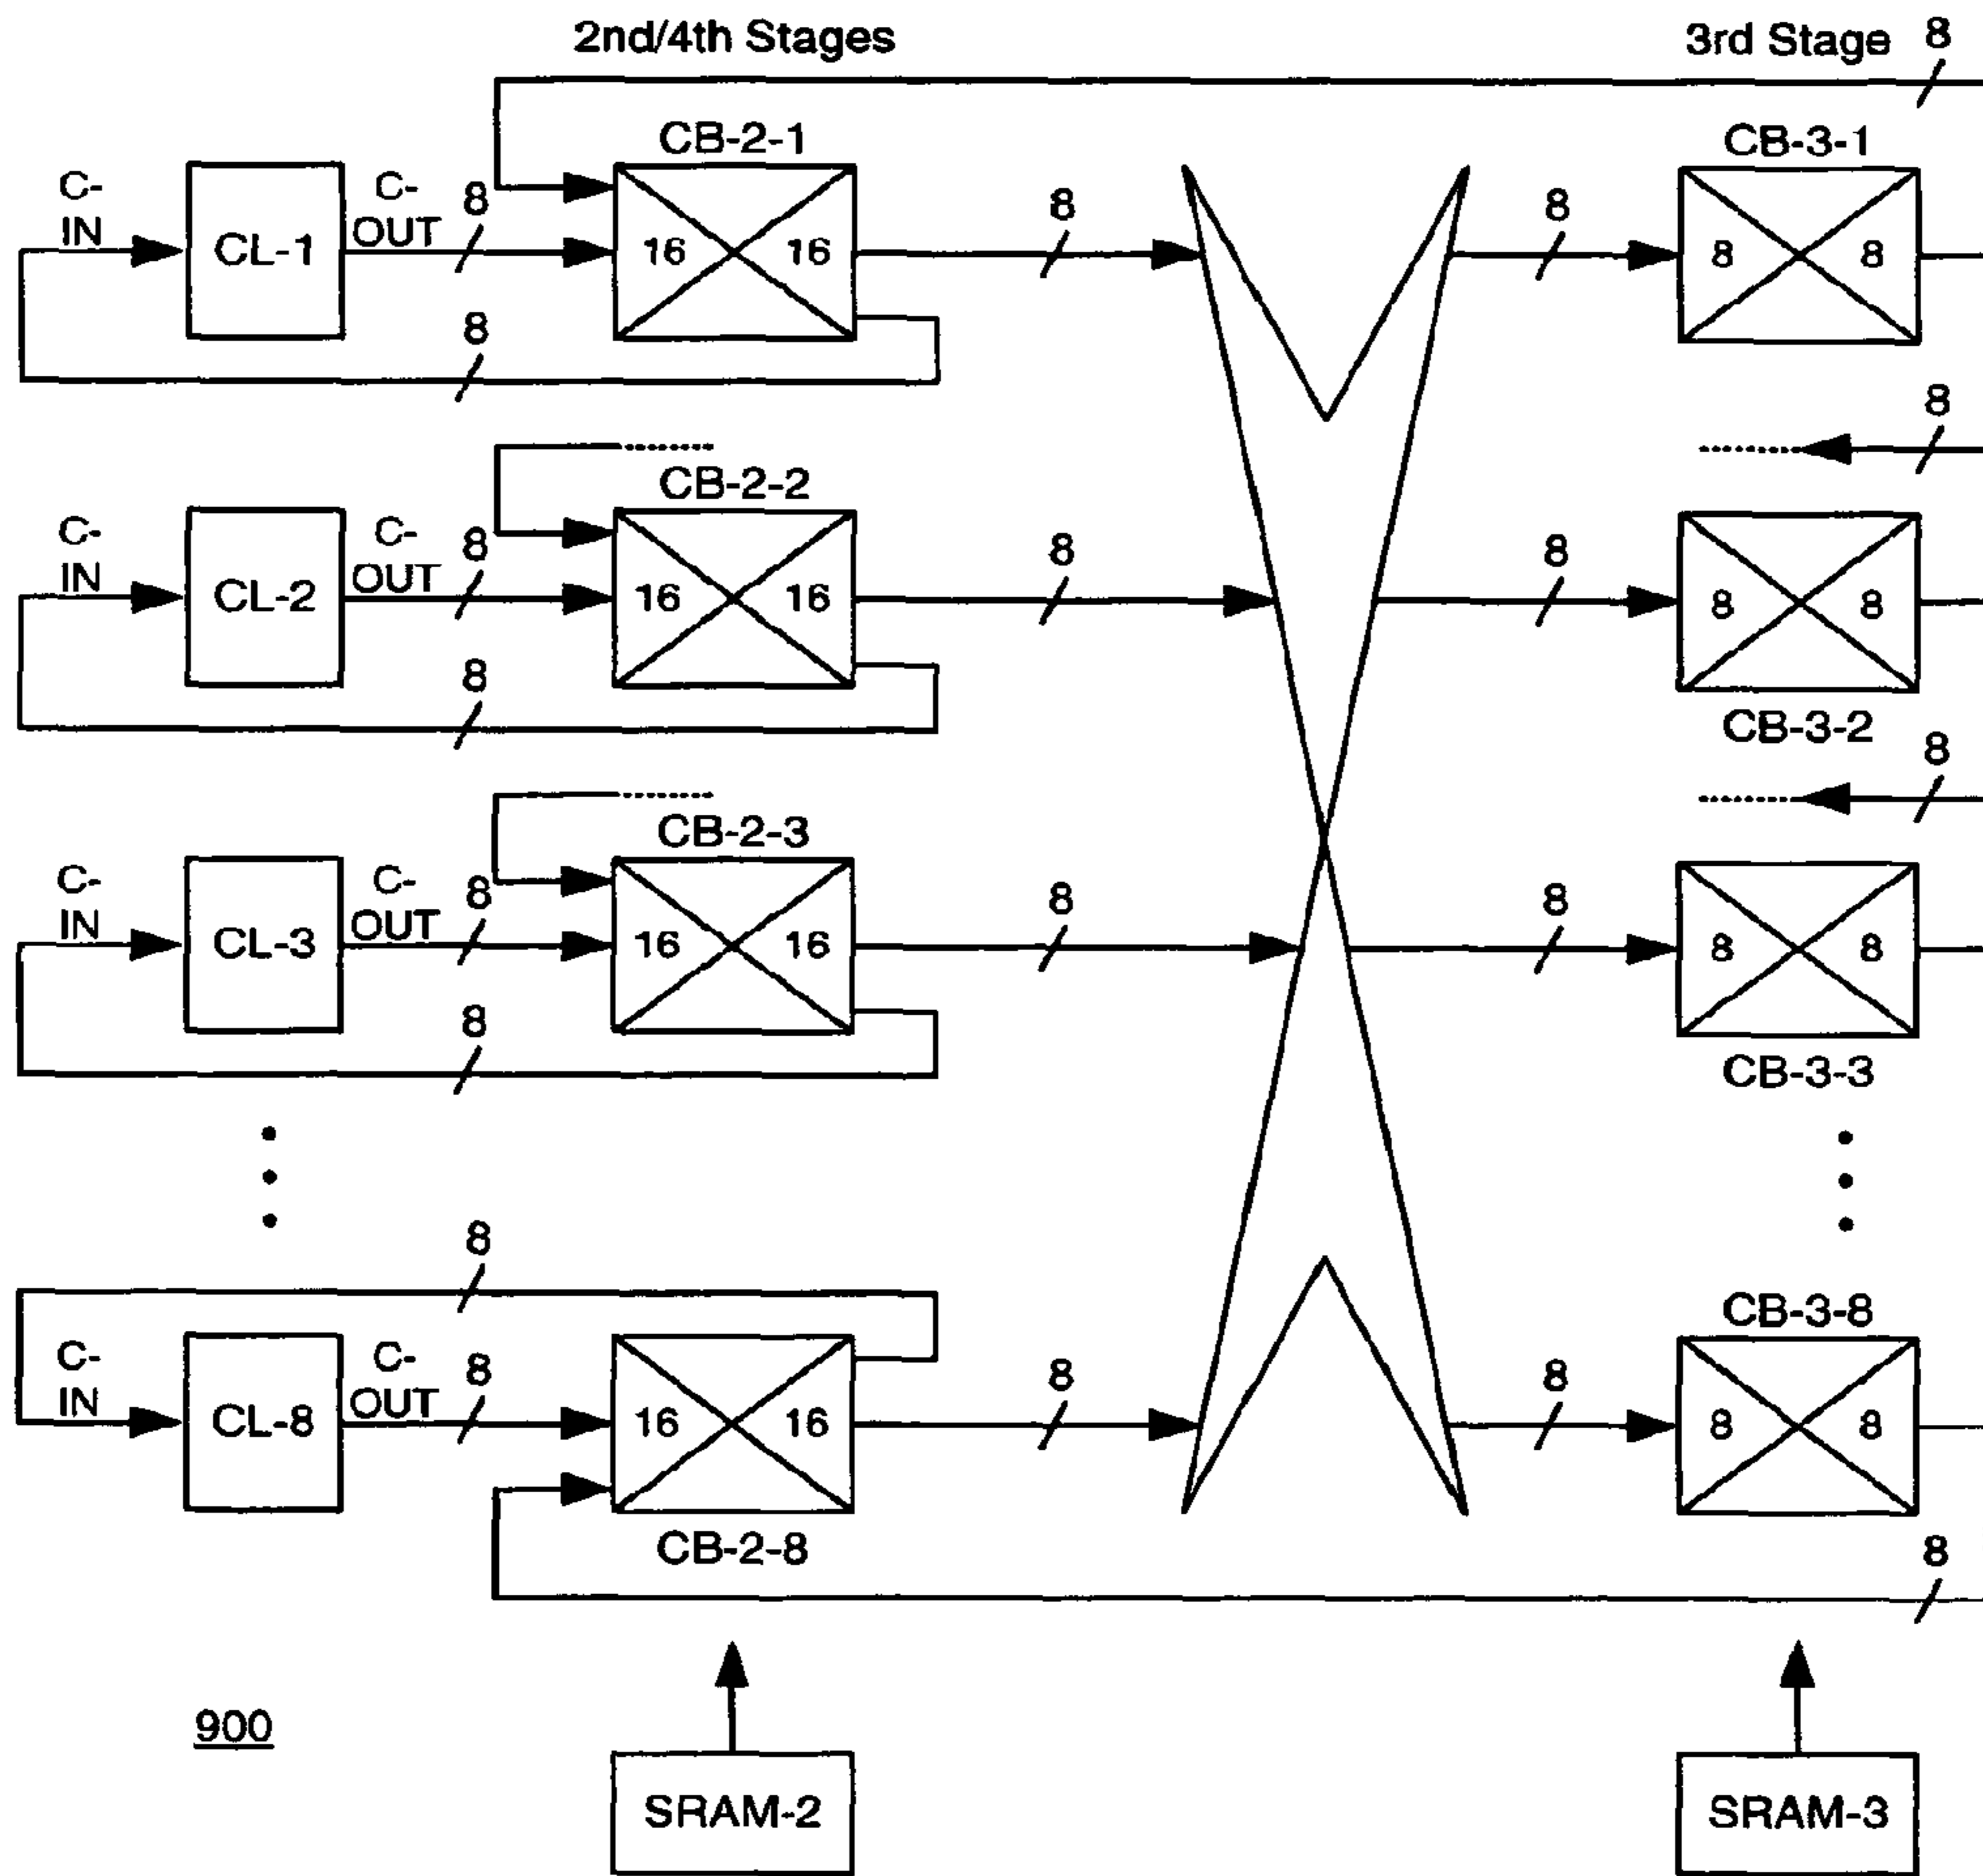 2nd/4th Stages
3rd Stage
8
CB-2-1
CB-3-1
C-
IN
CL-1
C-
OUT
8
16
16
8
8
8
8
8
8
CB-2-2
C-
IN
CL-2
C-
OUT
8
16
16
8
8
8
8
8
CB-3-2
8
CB-2-3
C-
IN
CL-3
C-
OUT
8
16
16
8
8
8
8
8
CB-3-3
8
CB-3-8
C-
IN
CL-8
C-
OUT
8
16
16
8
8
8
8
CB-2-8
8
900
SRAM-2
SRAM-3